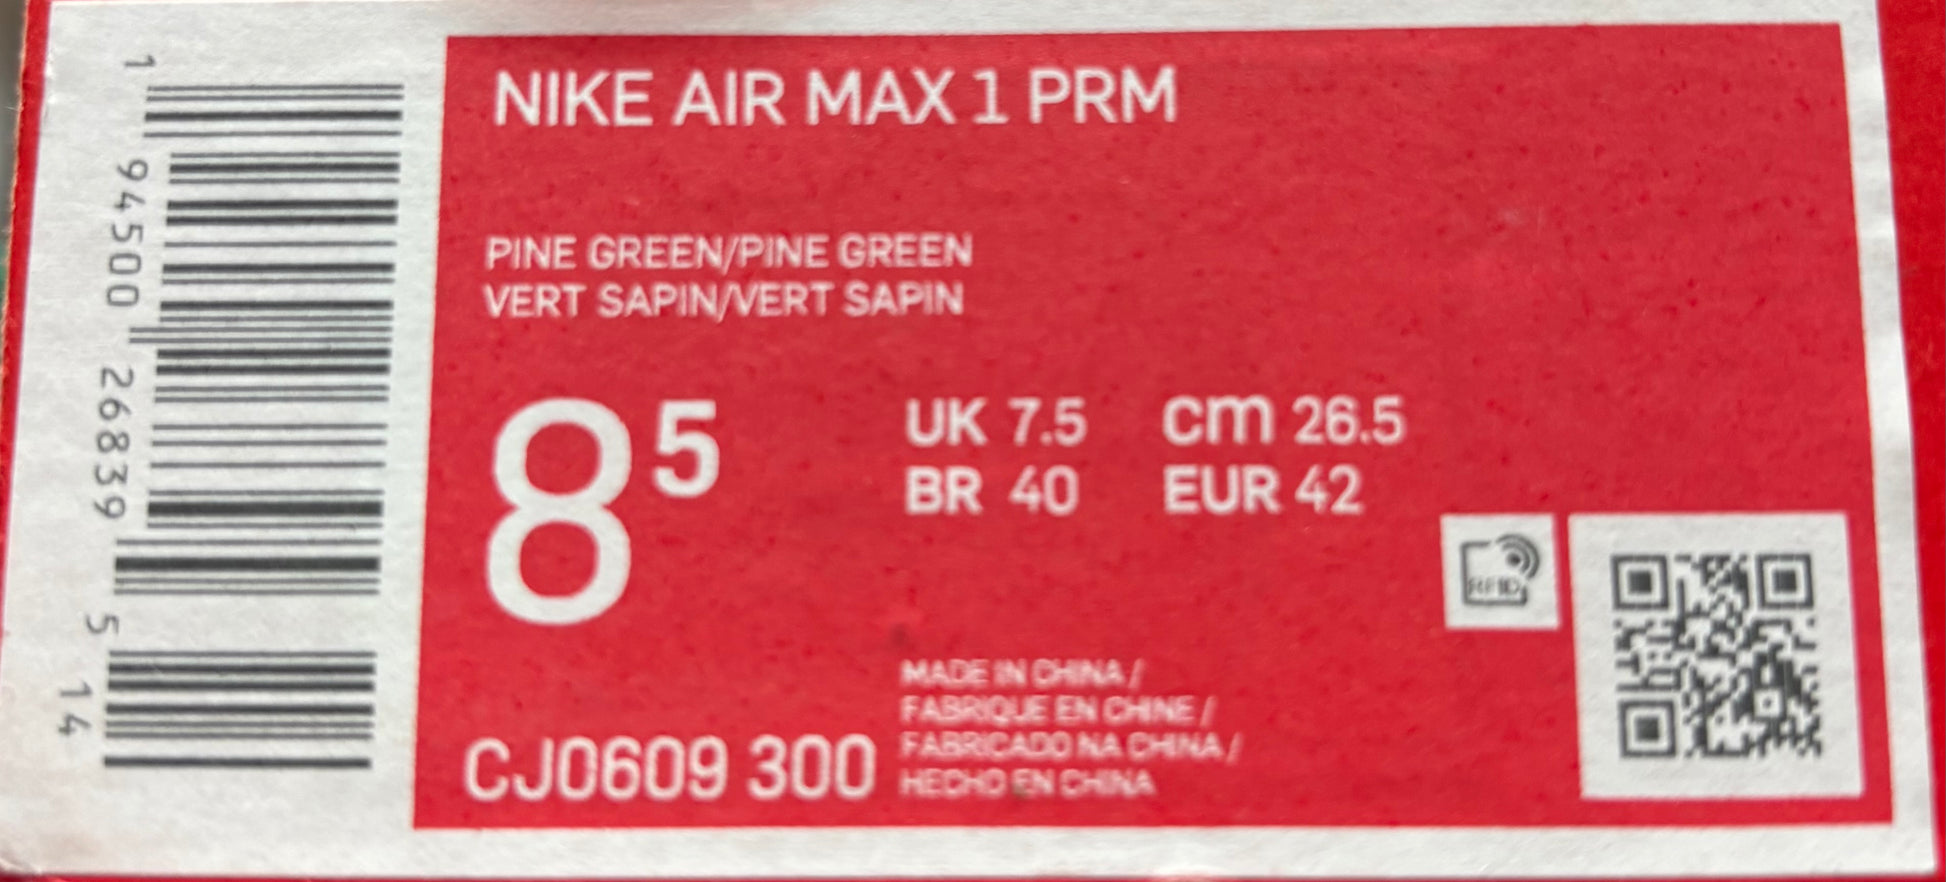 1 94500 26839 5 14
NIKE AIR MAX 1 PRM
PINE GREEN/PINE GREEN
VERT SAPIN/VERT SAPIN
8 5
UK 7.5 cm 26.5
BR 40 EUR 42
RFID
MADE IN CHINA /
FABRIQUE EN CHINE /
FABRICADO NA CHINA /
HECHO EN CHINA
CJ0609 300